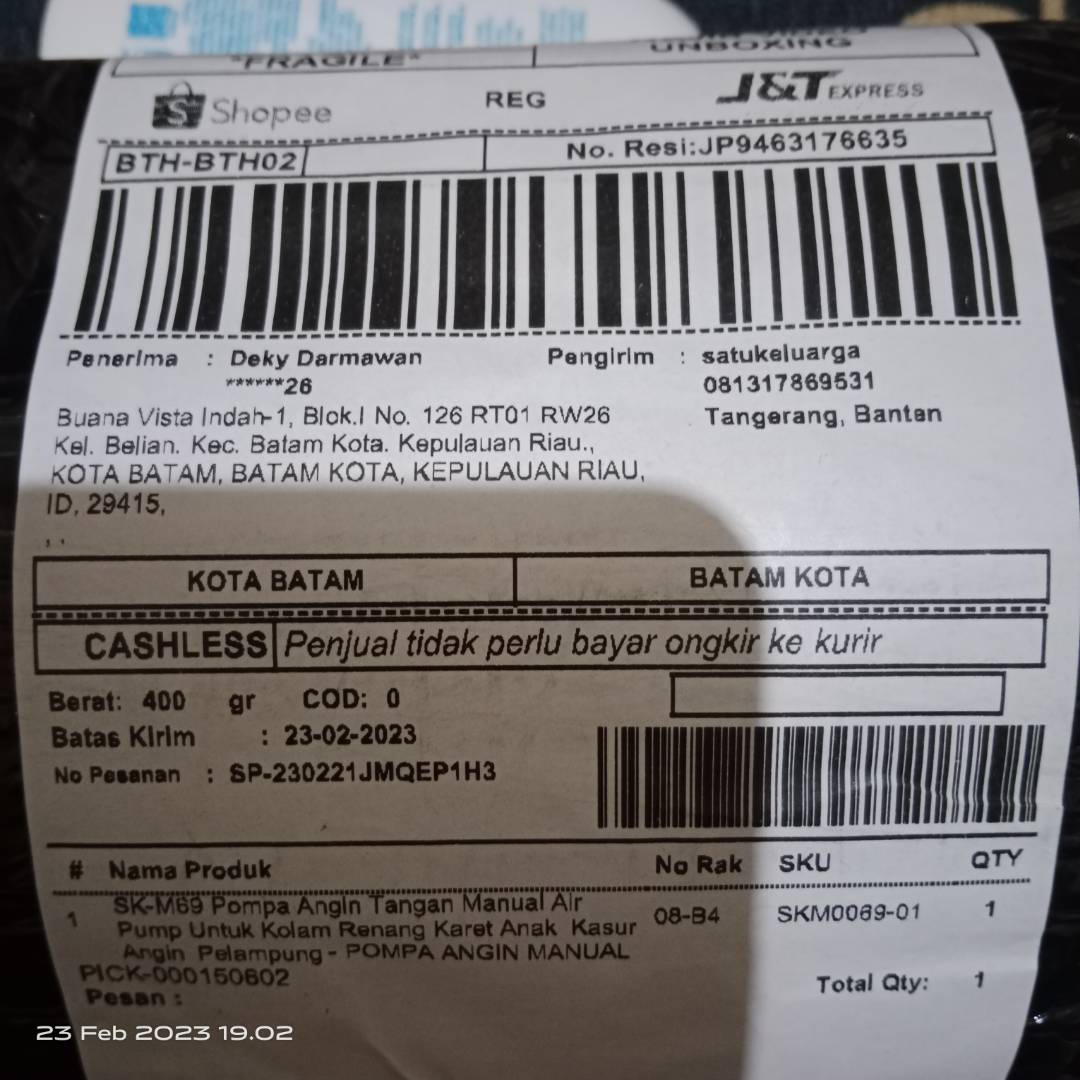 "FRAGILE"
UNBOXING
Shopee
REG
J&T EXPRESS
BTH-BTH02
No. Resi:JP9463176635
Penerima : Deky Darmawan
******26
Buana Vista Indah-1, Blok.I No. 126 RT01 RW26
Kel. Belian. Kec. Batam Kota. Kepulauan Riau.,
KOTA BATAM, BATAM KOTA, KEPULAUAN RIAU,
ID, 29415,
, ,
Pengirim : satukeluarga
081317869531
Tangerang, Banten
KOTA BATAM
BATAM KOTA
CASHLESS Penjual tidak perlu bayar ongkir ke kurir
Berat: 400 gr COD: 0
Batas Kirim : 23-02-2023
No Pesanan : SP-230221JMQEP1H3
# Nama Produk No Rak SKU QTY
1 SK-M69 Pompa Angin Tangan Manual Air
Pump Untuk Kolam Renang Karet Anak Kasur
Angin Pelampung - POMPA ANGIN MANUAL
08-B4 SKM0069-01 1
PICK-000150602
Pesan :
Total Qty: 1
23 Feb 2023 19.02